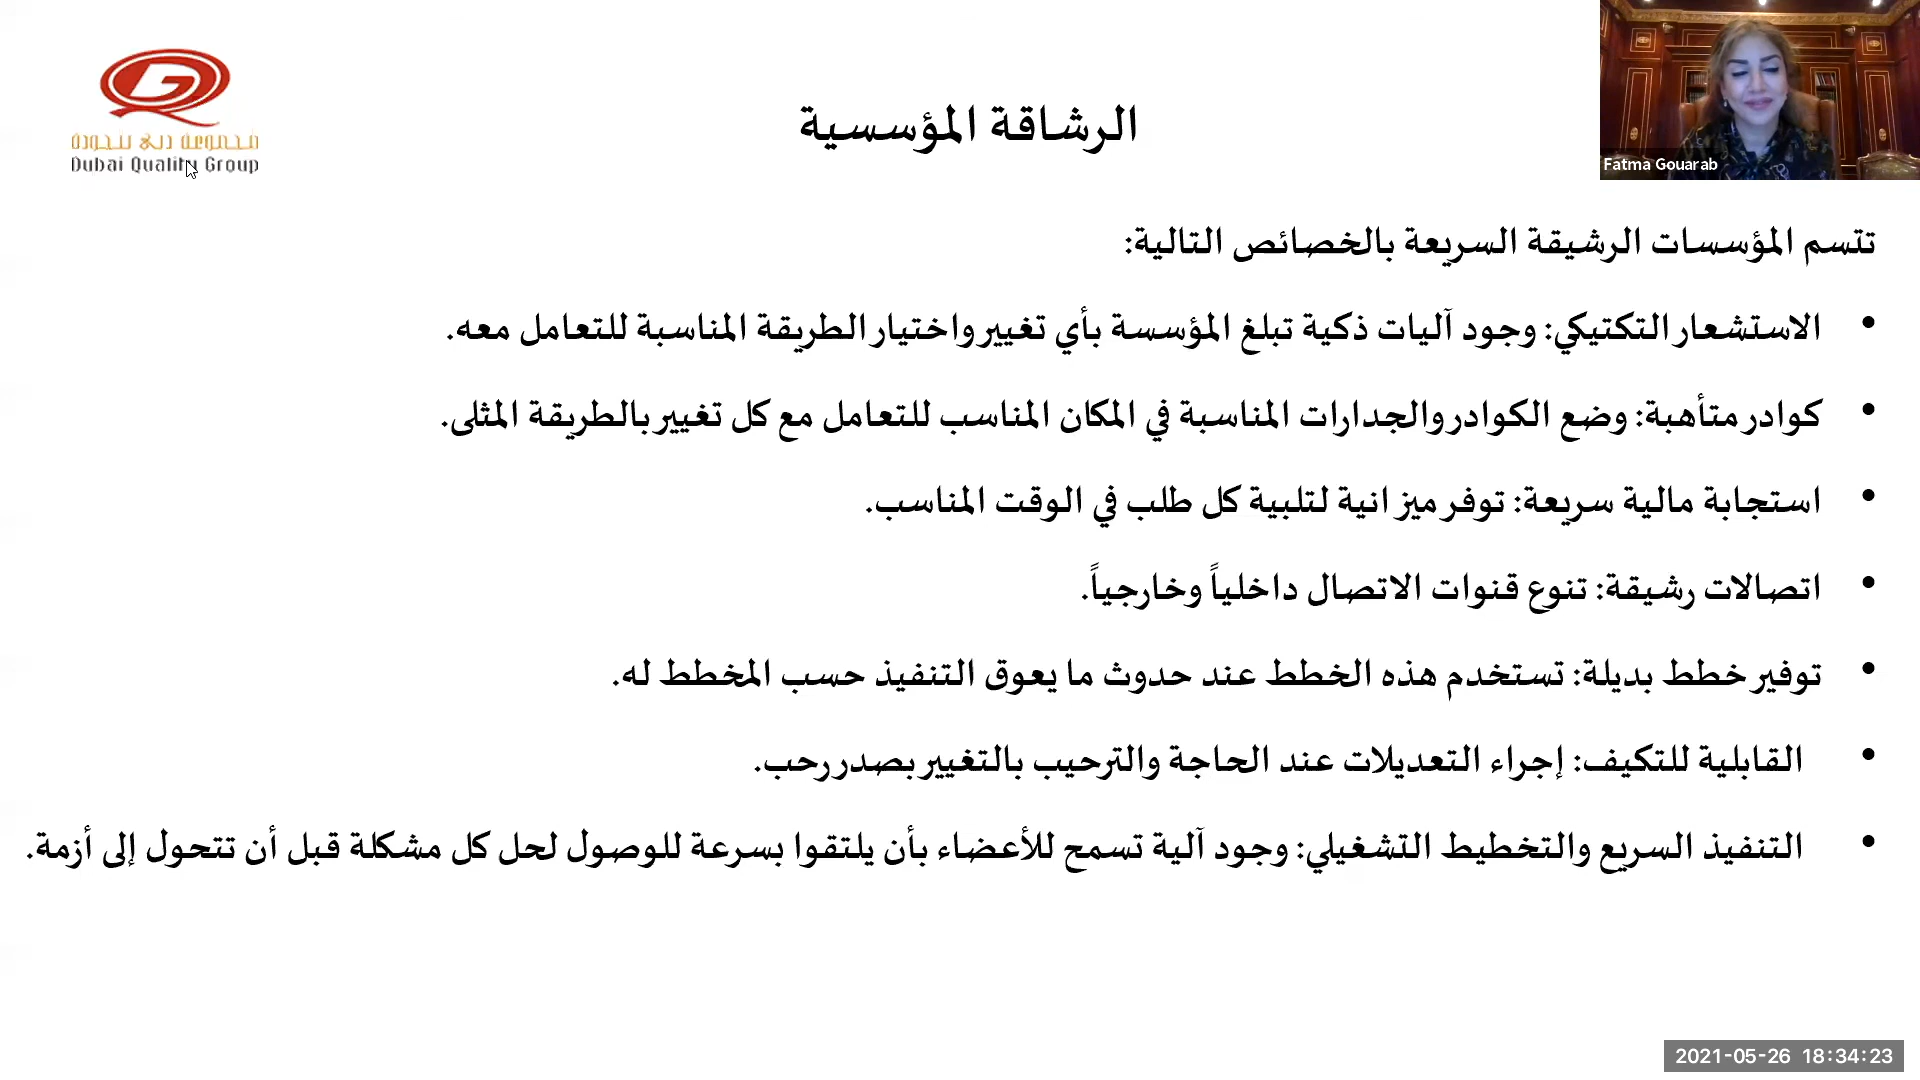 مجموعة دبي للجودة
Dubai Quality Group
الرشاقة المؤسسية
Fatma Gouarab
تتسم المؤسسات الرشيقة السريعة بالخصائص التالية:
• الاستشعار التكتيكي: وجود آليات ذكية تبلغ المؤسسة بأي تغيير واختيار الطريقة المناسبة للتعامل معه.
• كوادر متأهبة: وضع الكوادر والجدارات المناسبة في المكان المناسب للتعامل مع كل تغيير بالطريقة المثلى.
• استجابة مالية سريعة: توفر ميزانية لتلبية كل طلب في الوقت المناسب.
• اتصالات رشيقة: تنوع قنوات الاتصال داخلياً وخارجياً.
• توفير خطط بديلة: تستخدم هذه الخطط عند حدوث ما يعوق التنفيذ حسب المخطط له.
• القابلية للتكيف: إجراء التعديلات عند الحاجة والترحيب بالتغيير بصدر رحب.
• التنفيذ السريع والتخطيط التشغيلي: وجود آلية تسمح للأعضاء بأن يلتقوا بسرعة للوصول لحل كل مشكلة قبل أن تتحول إلى أزمة.
2021-05-26 18:34:23